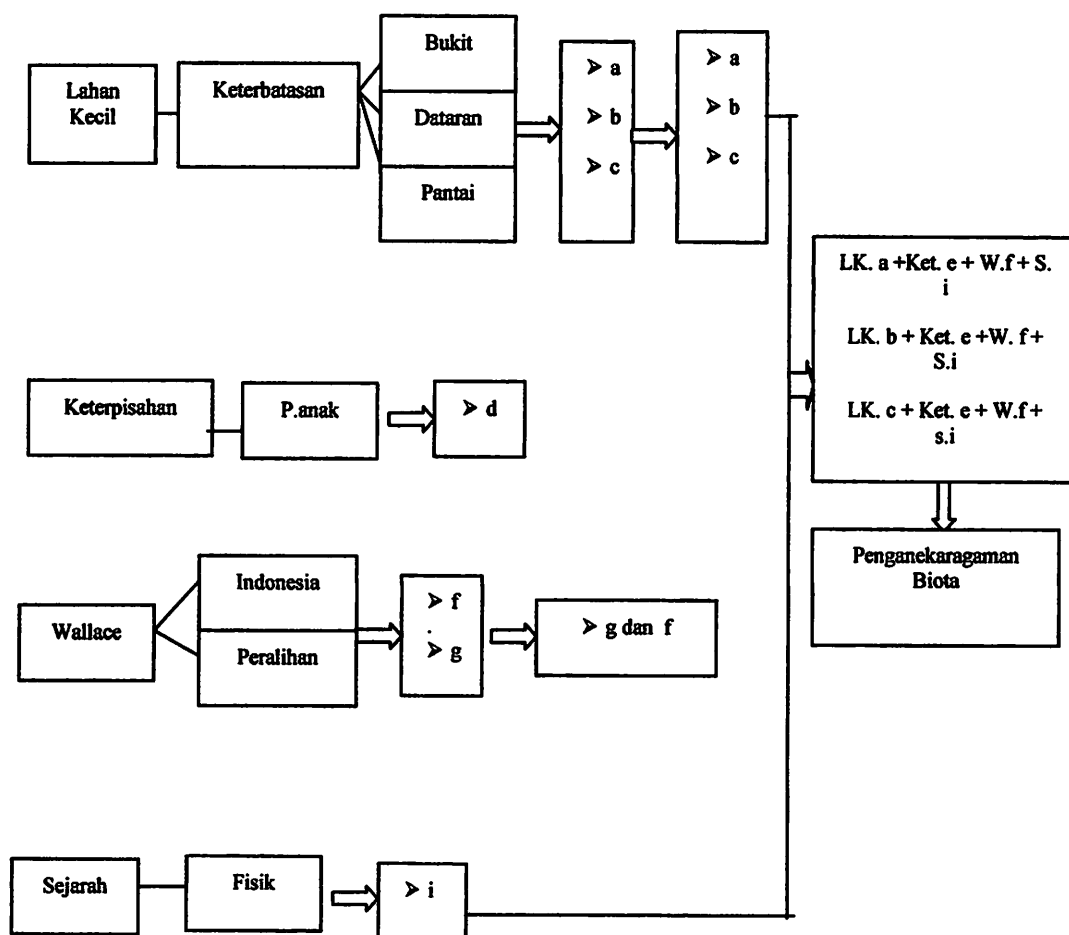 Lahan
Kecil
Keterbatasan
Bukit
Dataran
Pantai
➤ a
➤ b
➤ c
➤ a
➤ b
➤ c
Keterpisahan
P.anak
➤ d
Wallace
Indonesia
Peralihan
➤ f
.
➤ g
➤ g dan f
Sejarah
Fisik
➤ i
LK. a +Ket. e + W.f + S.
i
LK. b + Ket. e +W. f +
S.i
LK. c + Ket. e + W.f +
s.i
Penganekaragaman
Biota